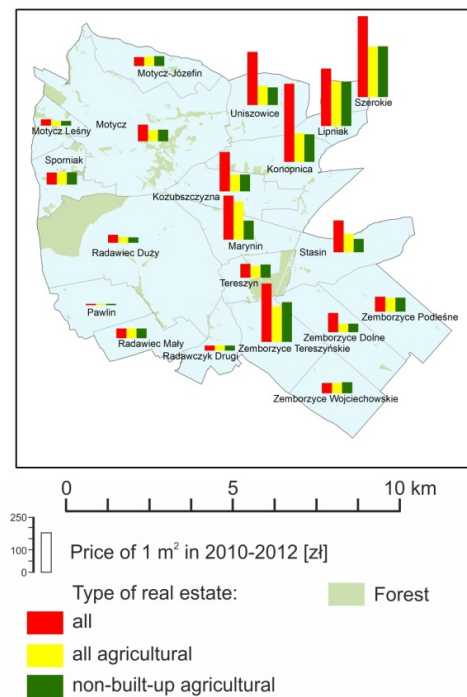 Motycz-Józefin
Szerokie
Uniszowice
Motycz Leśny
Motycz
Lipniak
Sporniak
Konopnica
Kozubszczyzna
Marynin
Stasin
Radawiec Duży
Tereszyn
Pawlin
Zemborzyce Podleśne
Radawiec Mały
Zemborzyce Dolne
Radawczyk Drugi
Zemborzyce Tereszyńskie
Zemborzyce Wojciechowskie
0 5 10 km
250
100
0
Price of 1 m² in 2010-2012 [zł]
Type of real estate:
Forest
all
all agricultural
non-built-up agricultural